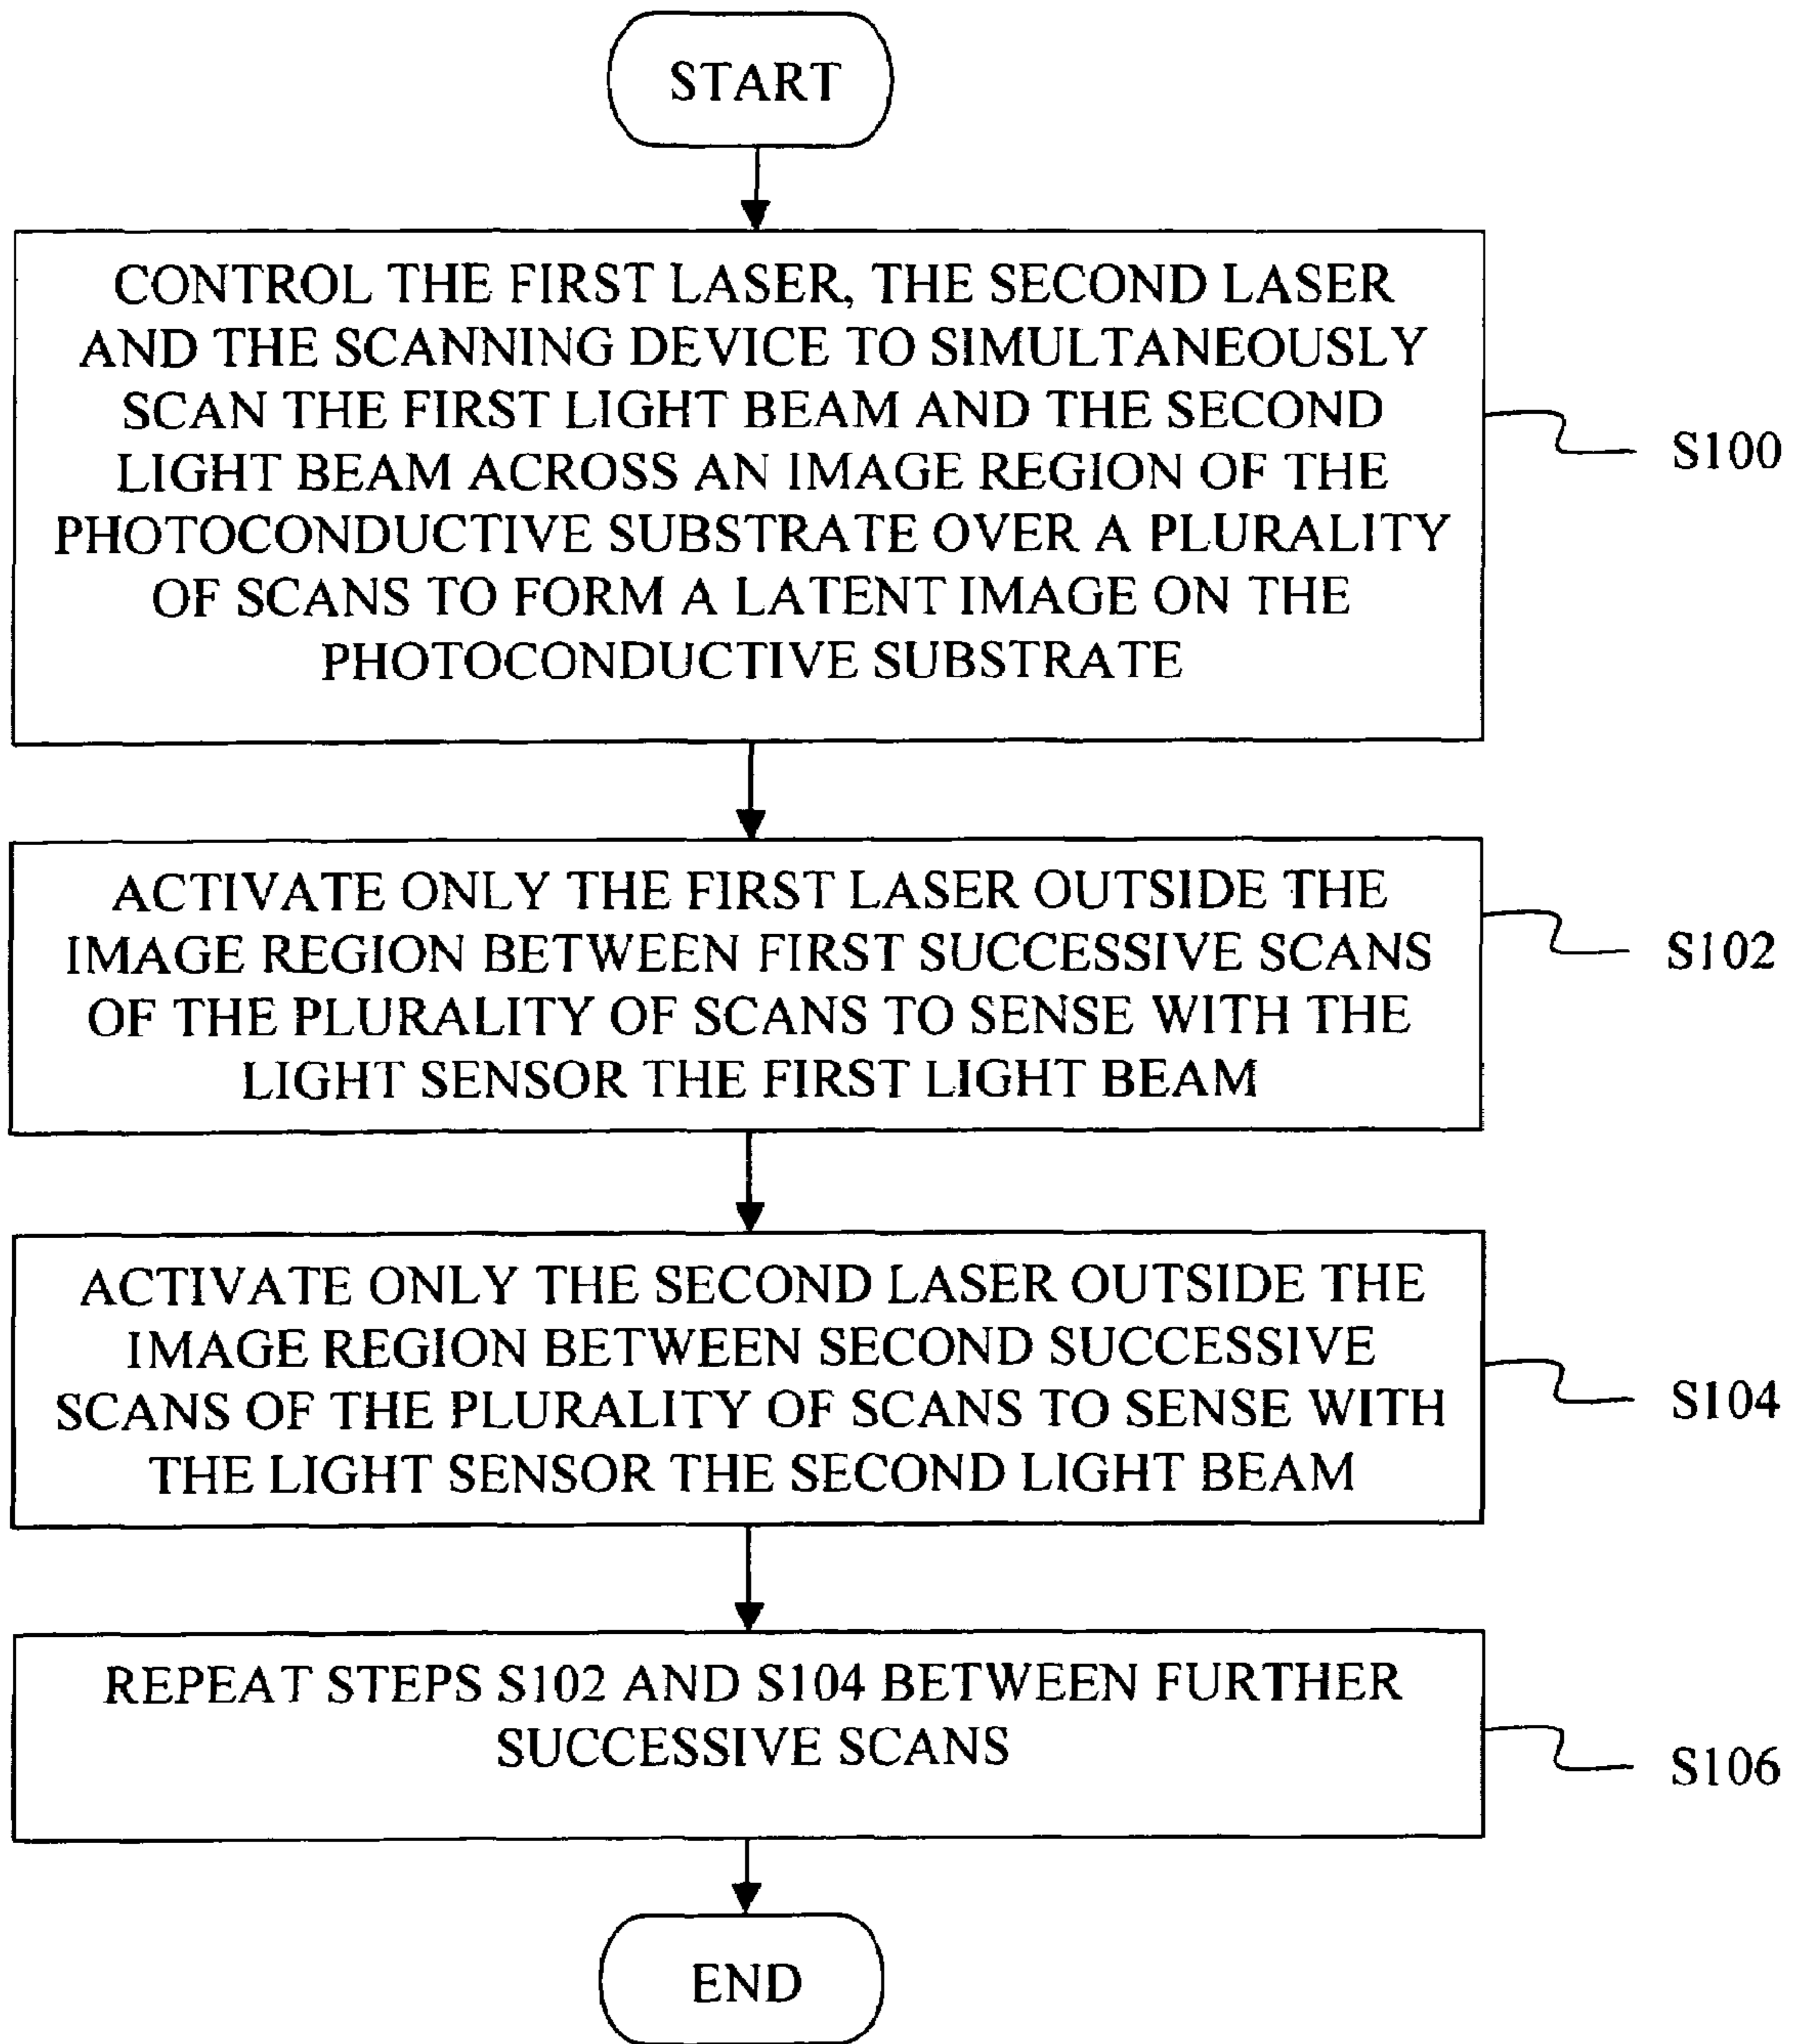 START
CONTROL THE FIRST LASER, THE SECOND LASER
AND THE SCANNING DEVICE TO SIMULTANEOUSLY
SCAN THE FIRST LIGHT BEAM AND THE SECOND
LIGHT BEAM ACROSS AN IMAGE REGION OF THE
PHOTOCONDUCTIVE SUBSTRATE OVER A PLURALITY
OF SCANS TO FORM A LATENT IMAGE ON THE
PHOTOCONDUCTIVE SUBSTRATE
S100
ACTIVATE ONLY THE FIRST LASER OUTSIDE THE
IMAGE REGION BETWEEN FIRST SUCCESSIVE SCANS
OF THE PLURALITY OF SCANS TO SENSE WITH THE
LIGHT SENSOR THE FIRST LIGHT BEAM
S102
ACTIVATE ONLY THE SECOND LASER OUTSIDE THE
IMAGE REGION BETWEEN SECOND SUCCESSIVE
SCANS OF THE PLURALITY OF SCANS TO SENSE WITH
THE LIGHT SENSOR THE SECOND LIGHT BEAM
S104
REPEAT STEPS S102 AND S104 BETWEEN FURTHER
SUCCESSIVE SCANS
S106
END